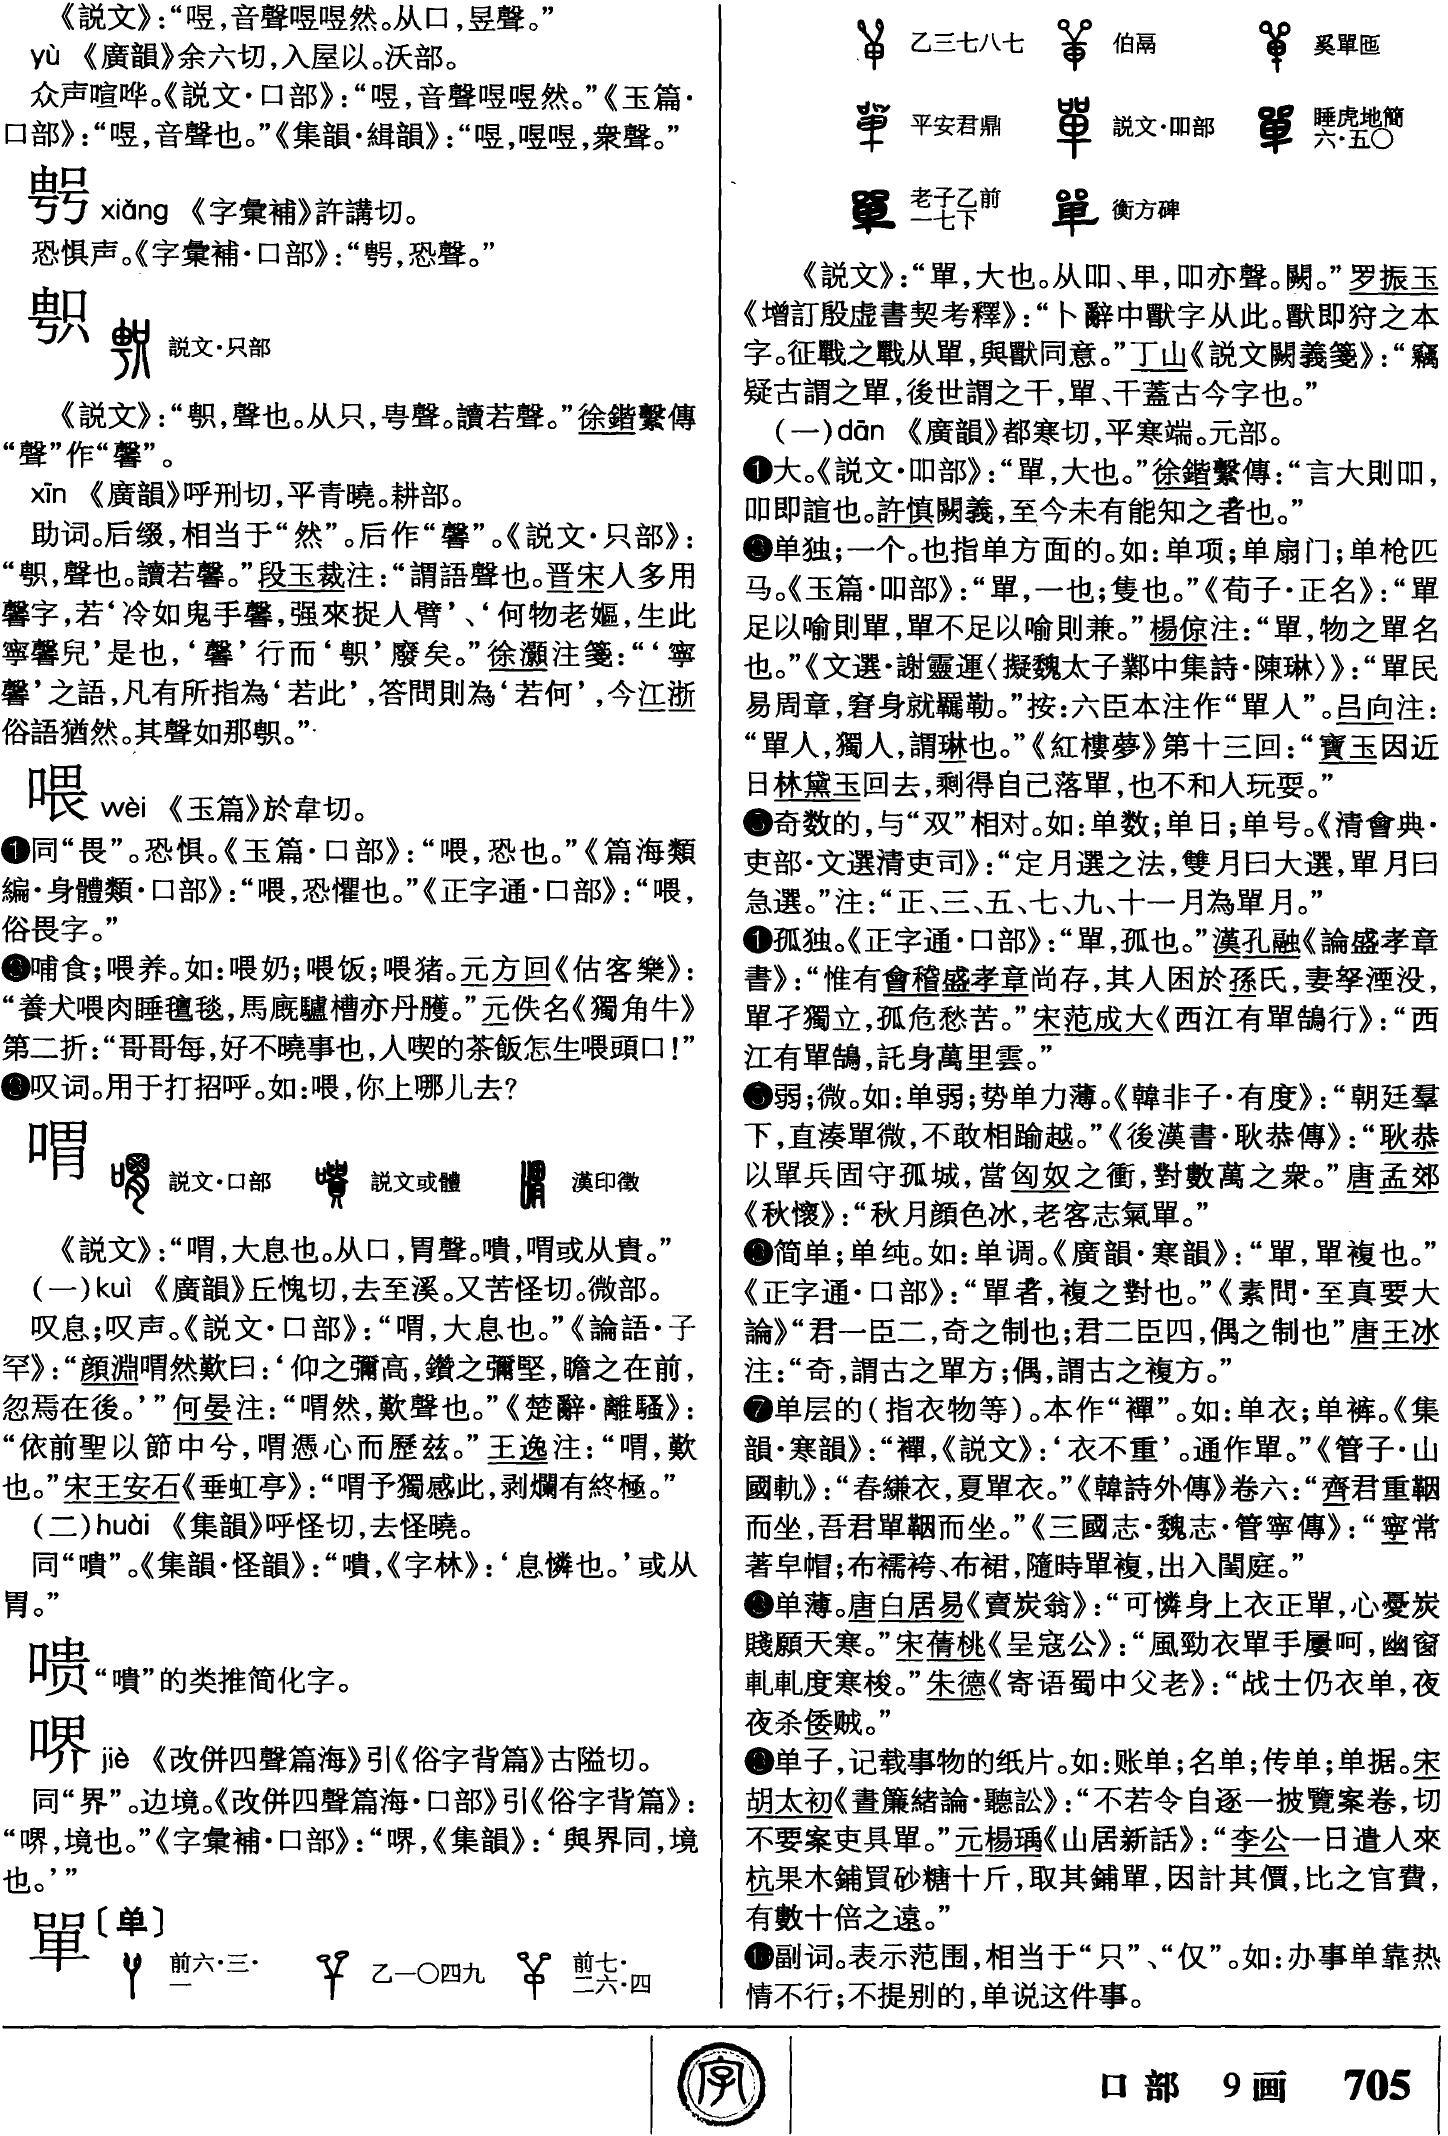 《説文》：“喅，音聲喅喅然。从口，昱聲。”
yù 《廣韻》余六切，入屋以。沃部。
众声喧哗。《説文·口部》：“喅，音聲喅喅然。”《玉篇·
口部》：“喅，音聲也。”《集韻·緝韻》：“喅，喅喅，衆聲。”
xiǎng 《字彙補》許講切。
恐惧声。《字彙補·口部》：“，恐聲。”
説文·只部
《説文》：“，聲也。从只，甹聲。讀若聲。”徐鍇繫傳
“聲”作“馨”。
xīn 《廣韻》呼刑切，平青曉。耕部。
助词。后缀，相当于“然”。后作“馨”。《説文·只部》：
“，聲也。讀若馨。”段玉裁注：“謂語聲也。晋宋人多用
馨字，若‘冷如鬼手馨，强來捉人臂’、‘何物老嫗，生此
寧馨兒’是也，‘馨’行而‘’廢矣。”徐灝注箋：“‘寧
馨’之語，凡有所指為‘若此’，答問則為‘若何’，今江浙
俗語猶然。其聲如那。”
喂 wèi 《玉篇》於韋切。
❶同“畏”。恐惧。《玉篇·口部》：“喂，恐也。”《篇海類
編·身體類·口部》：“喂，恐懼也。”《正字通·口部》：“喂，
俗畏字。”
❷哺食；喂养。如：喂奶；喂饭；喂猪。元方回《估客樂》：
“養犬喂肉睡氊毯，馬廐驢槽亦丹雘。”元佚名《獨角牛》
第二折：“哥哥每，好不曉事也，人喫的茶飯怎生喂頭口！”
❸叹词。用于打招呼。如：喂，你上哪儿去？
喟 説文·口部 説文或體 漢印徵
《説文》：“喟，大息也。从口，胃聲。嘳，喟或从貴。”
(一)kuì 《廣韻》丘愧切，去至溪。又苦怪切。微部。
叹息；叹声。《説文·口部》：“喟，大息也。”《論語·子
罕》：“顔淵喟然歎曰：‘仰之彌高，鑽之彌堅，瞻之在前，
忽焉在後。’”何晏注：“喟然，歎聲也。”《楚辭·離騷》：
“依前聖以節中兮，喟憑心而歷兹。”王逸注：“喟，歎
也。”宋王安石《垂虹亭》：“喟予獨感此，剥爛有終極。”
(二)huài 《集韻》呼怪切，去怪曉。
同“嘳”。《集韻·怪韻》：“嘳，《字林》：‘息憐也。’或从
胃。”
𠴶“嘳”的类推简化字。
㗐 jiè 《改併四聲篇海》引《俗字背篇》古隘切。
同“界”。边境。《改併四聲篇海·口部》引《俗字背篇》：
“㗐，境也。”《字彙補·口部》：“㗐，《集韻》：‘與界同，境
也。’”
單〔单〕
前六·三·一 乙一〇四九 前七·二六·四
乙三七八七 伯鬲 奚單匜
平安君鼎 説文·吅部 睡虎地簡六·五〇
老子乙前一七下 衡方碑
《説文》：“單，大也。从吅、𠦒，吅亦聲。闕。”罗振玉
《增訂殷虚書契考釋》：“卜辭中獸字从此。獸即狩之本
字。征戰之戰从單，與獸同意。”丁山《説文闕義箋》：“竊
疑古謂之單，後世謂之干，單、干蓋古今字也。”
(一)dān 《廣韻》都寒切，平寒端。元部。
❶大。《説文·吅部》：“單，大也。”徐鍇繫傳：“言大則吅，
吅即諠也。許慎闕義，至今未有能知之者也。”
❷单独；一个。也指单方面的。如：单项；单扇门；单枪匹
马。《玉篇·吅部》：“單，一也；隻也。”《荀子·正名》：“單
足以喻則單，單不足以喻則兼。”楊倞注：“單，物之單名
也。”《文選·謝靈運〈擬魏太子鄴中集詩·陳琳〉》：“單民
易周章，窘身就羈勒。”按：六臣本注作“單人”。吕向注：
“單人，獨人，謂琳也。”《紅樓夢》第十三回：“寶玉因近
日林黛玉回去，剩得自己落單，也不和人玩耍。”
❸奇数的，与“双”相对。如：单数；单日；单号。《清會典·
吏部·文選清吏司》：“定月選之法，雙月曰大選，單月曰
急選。”注：“正、三、五、七、九、十一月為單月。”
❹孤独。《正字通·口部》：“單，孤也。”漢孔融《論盛孝章
書》：“惟有會稽盛孝章尚存，其人困於孫氏，妻孥湮没，
單孑獨立，孤危愁苦。”宋范成大《西江有單鵠行》：“西
江有單鵠，託身萬里雲。”
❺弱；微。如：单弱；势单力薄。《韓非子·有度》：“朝廷羣
下，直湊單微，不敢相踰越。”《後漢書·耿恭傳》：“耿恭
以單兵固守孤城，當匈奴之衝，對數萬之衆。”唐孟郊
《秋懷》：“秋月顔色冰，老客志氣單。”
❻简单；单纯。如：单调。《廣韻·寒韻》：“單，單複也。”
《正字通·口部》：“單者，複之對也。”《素問·至真要大
論》“君一臣二，奇之制也；君二臣四，偶之制也”唐王冰
注：“奇，謂古之單方；偶，謂古之複方。”
❼单层的(指衣物等)。本作“襌”。如：单衣；单裤。《集
韻·寒韻》：“襌，《説文》：‘衣不重’。通作單。”《管子·山
國軌》：“春縑衣，夏單衣。”《韓詩外傳》卷六：“齊君重鞇
而坐，吾君單鞇而坐。”《三國志·魏志·管寧傳》：“寧常
著皁帽；布襦袴、布裙，隨時單複，出入閨庭。”
❽单薄。唐白居易《賣炭翁》：“可憐身上衣正單，心憂炭
賤願天寒。”宋蒨桃《呈寇公》：“風勁衣單手屢呵，幽窗
軋軋度寒梭。”朱德《寄语蜀中父老》：“战士仍衣单，夜
夜杀倭贼。”
❾单子，记载事物的纸片。如：账单；名单；传单；单据。宋
胡太初《晝簾緒論·聽訟》：“不若令自逐一披覽案卷，切
不要案吏具單。”元楊瑀《山居新話》：“李公一日遣人來
杭果木鋪買砂糖十斤，取其鋪單，因計其價，比之官費，
有數十倍之遠。”
❿副词。表示范围，相当于“只”、“仅”。如：办事单靠热
情不行；不提别的，单说这件事。
字
口部 9画 705